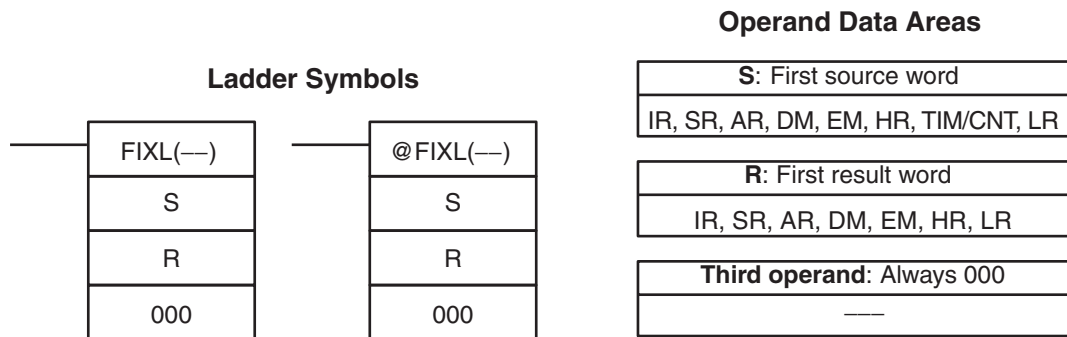 Ladder Symbols
FIXL(––)
S
R
000
@FIXL(––)
S
R
000
Operand Data Areas
S: First source word
IR, SR, AR, DM, EM, HR, TIM/CNT, LR
R: First result word
IR, SR, AR, DM, EM, HR, LR
Third operand: Always 000
–––